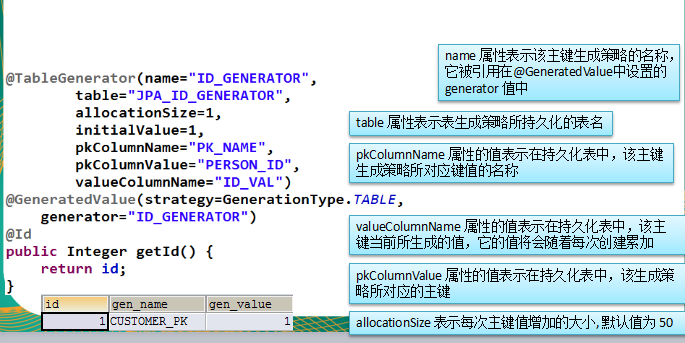 name 属性表示该主键生成策略的名称，
它被引用在@GeneratedValue中设置的
generator 值中
@TableGenerator(name="ID_GENERATOR",
table="JPA_ID_GENERATOR",
allocationSize=1,
initialValue=1,
pkColumnName="PK_NAME",
pkColumnValue="PERSON_ID",
valueColumnName="ID_VAL")
@GeneratedValue(strategy=GenerationType.TABLE,
generator="ID_GENERATOR")
@Id
public Integer getId() {
return id;
}
table 属性表示表生成策略所持久化的表名
pkColumnName 属性的值表示在持久化表中，该主键
生成策略所对应键值的名称
valueColumnName 属性的值表示在持久化表中，该主
键当前所生成的值，它的值将会随着每次创建累加
pkColumnValue 属性的值表示在持久化表中，该生成策
略所对应的主键
allocationSize 表示每次主键值增加的大小, 默认值为 50
id gen_name gen_value
1 CUSTOMER_PK 1